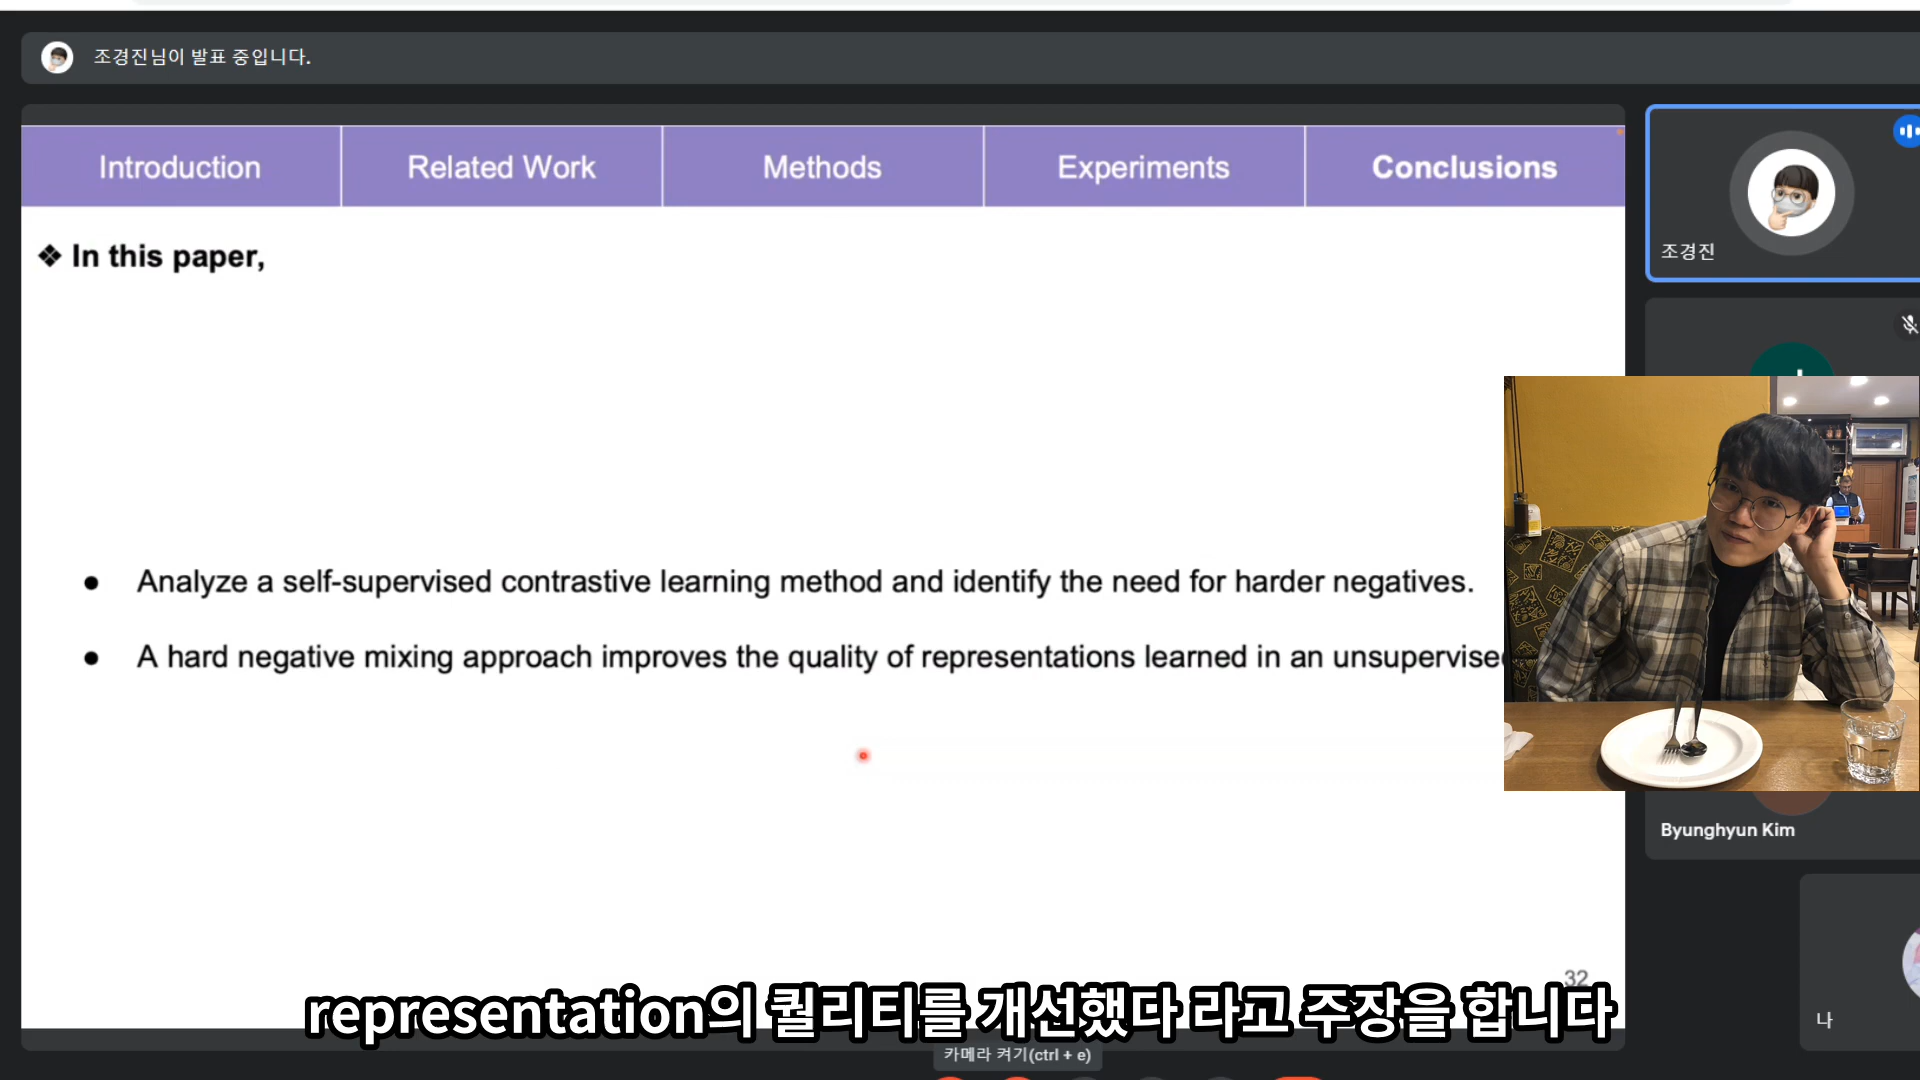 조경진님이 발표 중입니다.
Introduction
Related Work
Methods
Experiments
Conclusions
❖ In this paper,
● Analyze a self-supervised contrastive learning method and identify the need for harder negatives.
● A hard negative mixing approach improves the quality of representations learned in an
32
representation의 퀄리티를 개선했다 라고 주장을 합니다
카메라 켜기(ctrl + e)
조경진
Byunghyun Kim
나